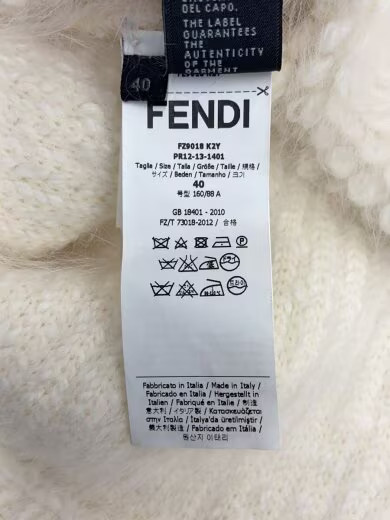 DEL CAPO.
THE LABEL
GUARANTEES
THE
AUTENTICITY
OF THE
GARMENT
40
FENDI
FZ9018 K2Y
PR12-13-1401
Taglia / Size / Talla / Größe / Taille / 規格 /
サイズ / Beden / Tamanho / 크기
40
号型 160/88 A
GB 18401 - 2010
FZ/T 73018-2012 / 合格
Fabbricato in Italia / Made in Italy /
Fabricado en Italia / Hergestellt in
Italien / Fabriqué en Italie / 制造
意大利 / イタリア製 / Κατασκευάζεται
στην Ιταλία / İtalya'da üretilmiştir /
意大利製造 / Fabricado em Itália /
원산지 이태리